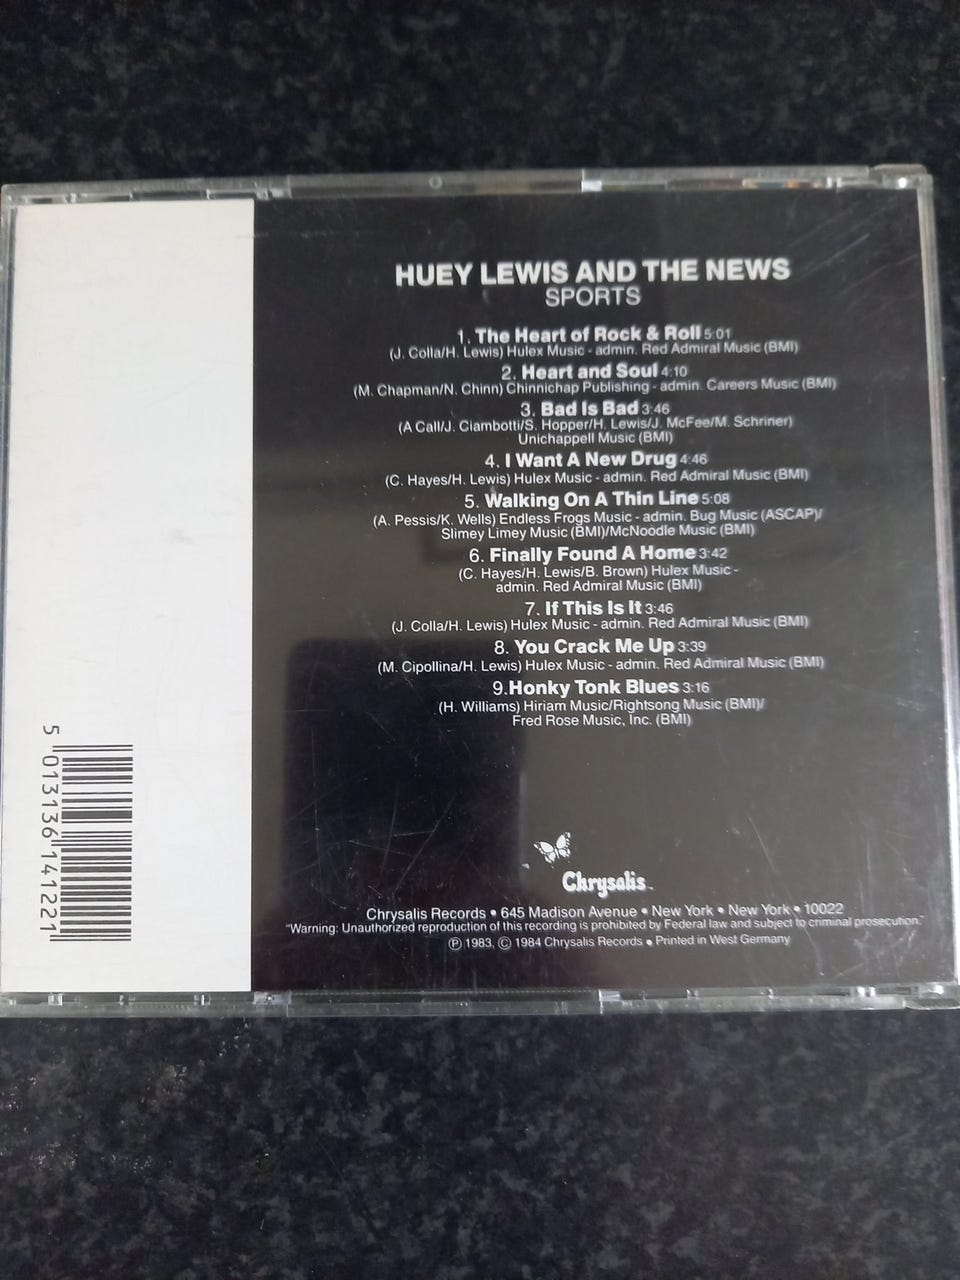 HUEY LEWIS AND THE NEWS
SPORTS
1. The Heart of Rock & Roll 5:01
(J. Colla/H. Lewis) Hulex Music - admin. Red Admiral Music (BMI)
2. Heart and Soul 4:10
(M. Chapman/N. Chinn) Chinnichap Publishing - admin. Careers Music (BMI)
3. Bad Is Bad 3:46
(A Call/J. Ciambotti/S. Hopper/H. Lewis/J. McFee/M. Schriner)
Unichappell Music (BMI)
4. I Want A New Drug 4:46
(C. Hayes/H. Lewis) Hulex Music - admin. Red Admiral Music (BMI)
5. Walking On A Thin Line 5:08
(A. Pessis/K. Wells) Endless Frogs Music - admin. Bug Music (ASCAP)/
Slimey Limey Music (BMI)/McNoodle Music (BMI)
6. Finally Found A Home 3:42
(C. Hayes/H. Lewis/B. Brown) Hulex Music -
admin. Red Admiral Music (BMI)
7. If This Is It 3:46
(J. Colla/H. Lewis) Hulex Music - admin. Red Admiral Music (BMI)
8. You Crack Me Up 3:39
(M. Cipollina/H. Lewis) Hulex Music - admin. Red Admiral Music (BMI)
9.Honky Tonk Blues 3:16
(H. Williams) Hiriam Music/Rightsong Music (BMI)/
Fred Rose Music, Inc. (BMI)
Chrysalis
Chrysalis Records • 645 Madison Avenue • New York • New York • 10022
"Warning: Unauthorized reproduction of this recording is prohibited by Federal law and subject to criminal prosecution."
℗ 1983, © 1984 Chrysalis Records • Printed in West Germany
5 013136 141221